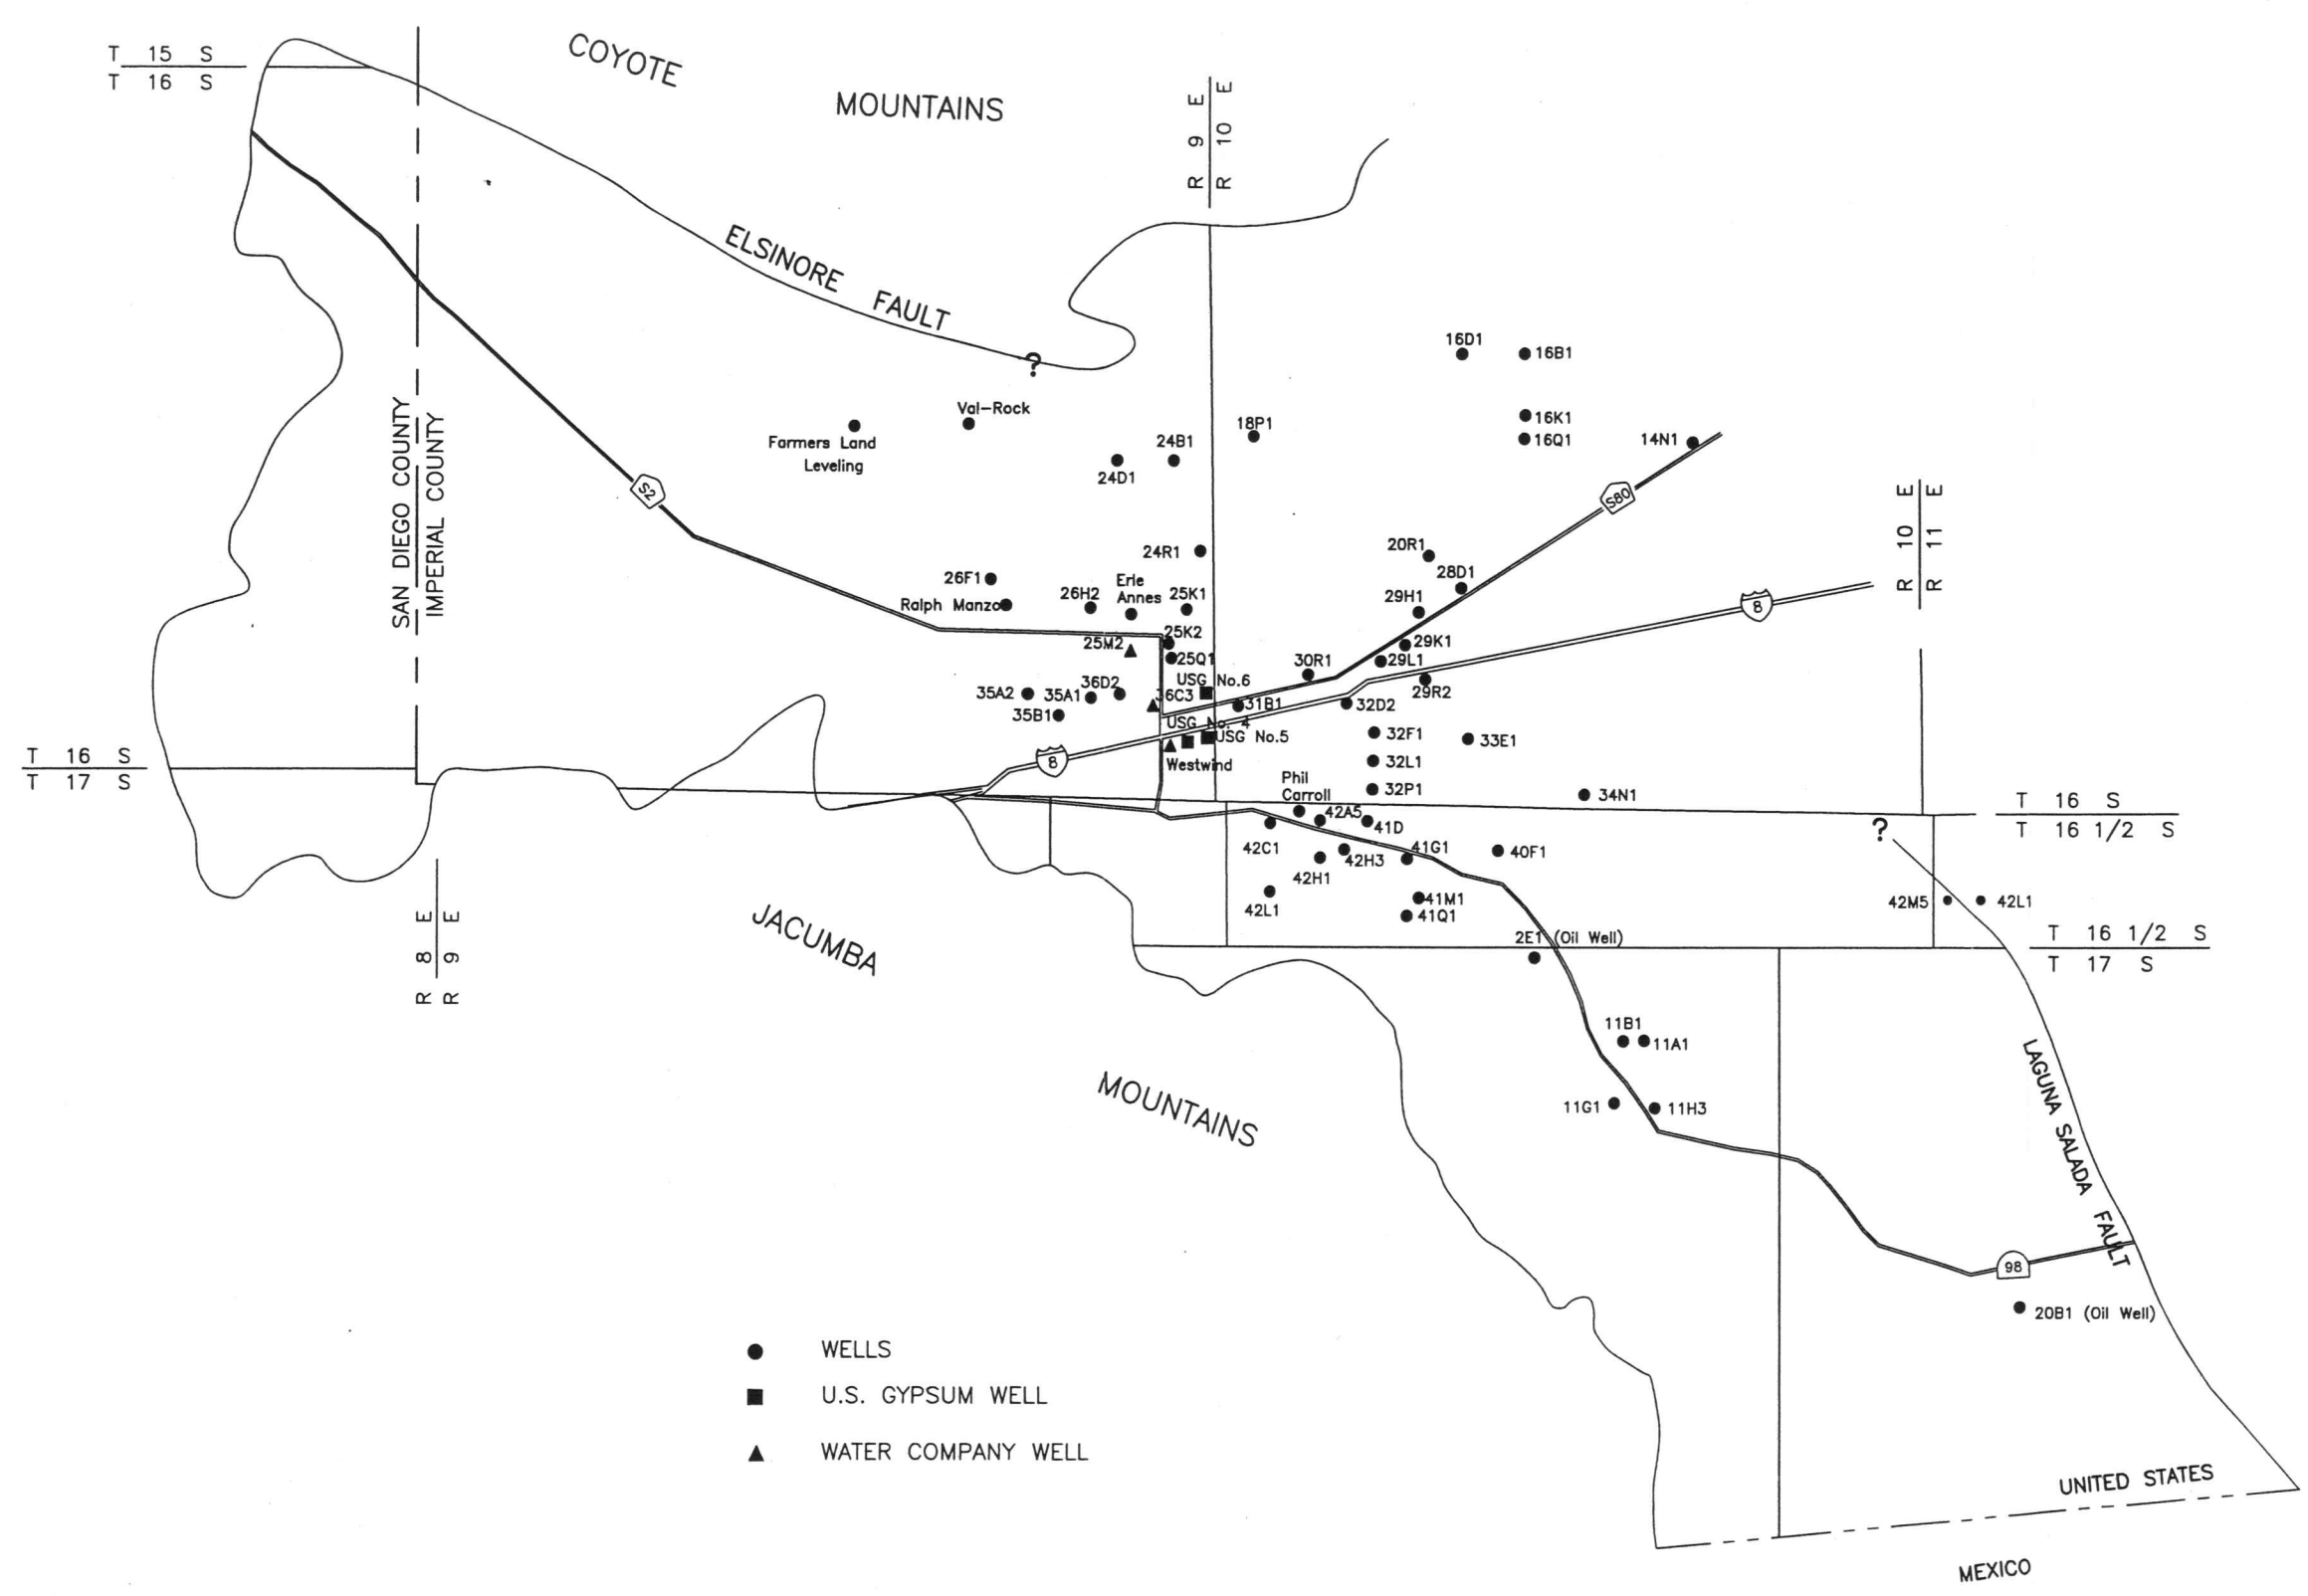 T 15 S
T 16 S
COYOTE
MOUNTAINS
R 9 E
R 10 E
ELSINORE FAULT
?
16D1
16B1
16K1
16Q1
14N1
18P1
Val-Rock
Farmers Land
Leveling
24B1
24D1
S2
S80
SAN DIEGO COUNTY
IMPERIAL COUNTY
R 10 E
R 11 E
24R1
20R1
28D1
26F1
Ralph Manzo
26H2
Erle
Annes
25K1
29H1
8
25K2
25M2
25Q1
29K1
29L1
30R1
USG No.6
29R2
35A2
35A1
36D2
36C3
31B1
32D2
35B1
USG No. 4
USG No.5
32F1
33E1
8
Westwind
32L1
T 16 S
T 17 S
Phil
Carroll
32P1
34N1
T 16 S
T 16 1/2 S
42A5
41D
?
42C1
42H3
41G1
40F1
42H1
42L1
41M1
41Q1
42M5
42L1
R 8 E
R 9 E
JACUMBA
2E1 (Oil Well)
T 16 1/2 S
T 17 S
11B1
11A1
MOUNTAINS
11G1
11H3
LAGUNA SALADA FAULT
98
20B1 (Oil Well)
WELLS
U.S. GYPSUM WELL
WATER COMPANY WELL
UNITED STATES
MEXICO